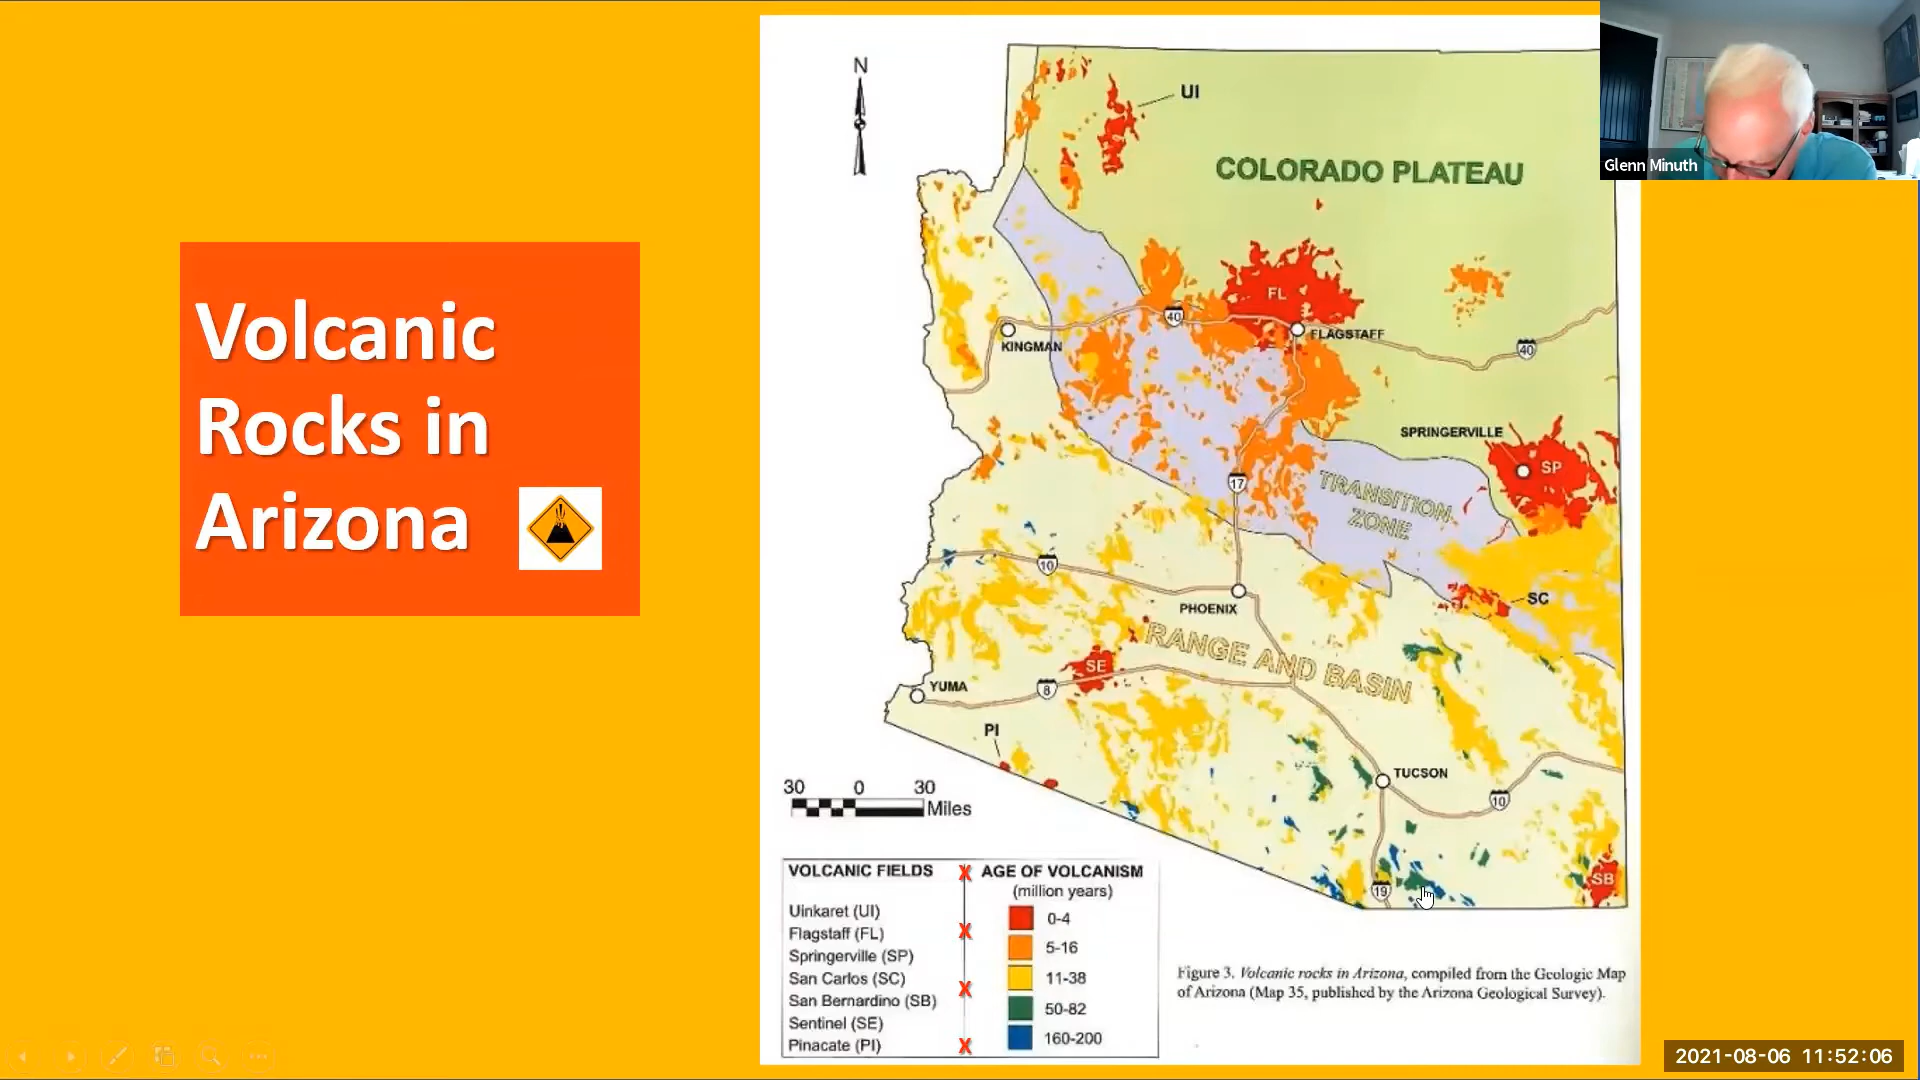 Volcanic
Rocks in
Arizona
N
UI
COLORADO PLATEAU
FL
40
FLAGSTAFF
KINGMAN
40
SPRINGERVILLE
SP
17
TRANSITION
ZONE
10
SC
PHOENIX
RANGE AND BASIN
SE
YUMA
8
PI
TUCSON
30 0 30
Miles
10
SB
19
VOLCANIC FIELDS
Uinkaret (UI)
Flagstaff (FL)
Springerville (SP)
San Carlos (SC)
San Bernardino (SB)
Sentinel (SE)
Pinacate (PI)
X
X
X
X
AGE OF VOLCANISM
(million years)
0-4
5-16
11-38
50-82
160-200
Figure 3. Volcanic rocks in Arizona, compiled from the Geologic Map
of Arizona (Map 35, published by the Arizona Geological Survey).
Glenn Minuth
2021-08-06 11:52:06